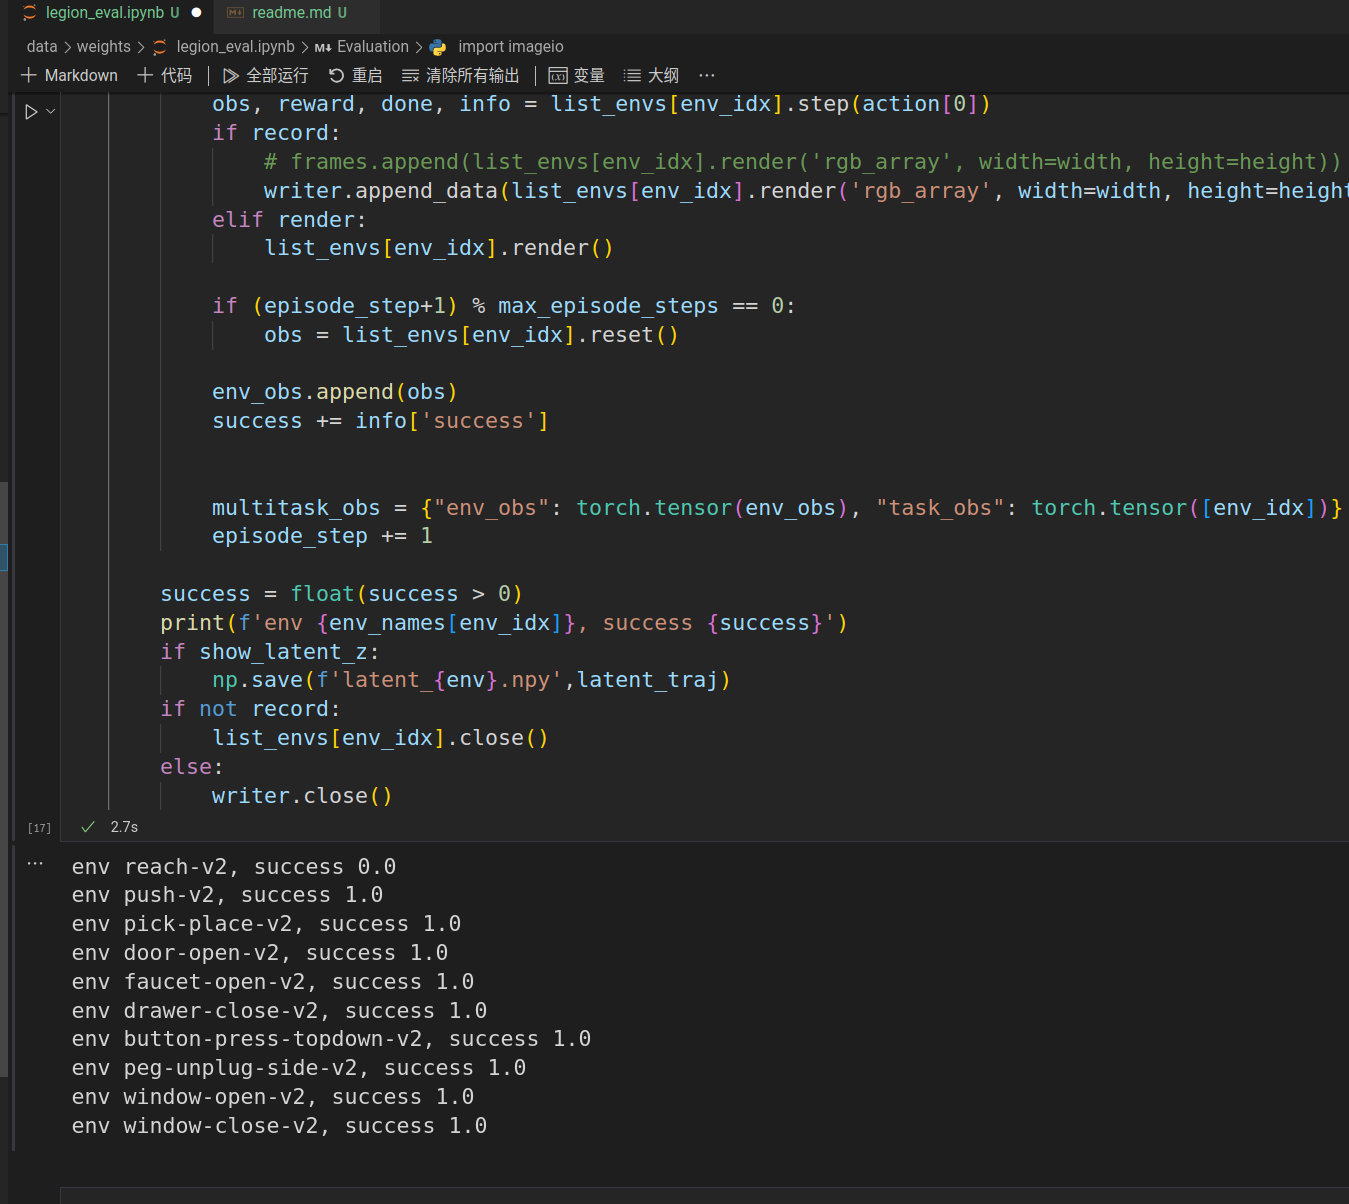 legion_eval.ipynb U ● readme.md U
data > weights > legion_eval.ipynb > M↓ Evaluation > import imageio
+ Markdown + 代码 | 全部运行 重启 清除所有输出 | 变量 大纲 ···
obs, reward, done, info = list_envs[env_idx].step(action[0])
if record:
# frames.append(list_envs[env_idx].render('rgb_array', width=width, height=height))
writer.append_data(list_envs[env_idx].render('rgb_array', width=width, height=height
elif render:
list_envs[env_idx].render()
if (episode_step+1) % max_episode_steps == 0:
obs = list_envs[env_idx].reset()
env_obs.append(obs)
success += info['success']
multitask_obs = {"env_obs": torch.tensor(env_obs), "task_obs": torch.tensor([env_idx])}
episode_step += 1
success = float(success > 0)
print(f'env {env_names[env_idx]}, success {success}')
if show_latent_z:
np.save(f'latent_{env}.npy',latent_traj)
if not record:
list_envs[env_idx].close()
else:
writer.close()
[17] ✓ 2.7s
··· env reach-v2, success 0.0
env push-v2, success 1.0
env pick-place-v2, success 1.0
env door-open-v2, success 1.0
env faucet-open-v2, success 1.0
env drawer-close-v2, success 1.0
env button-press-topdown-v2, success 1.0
env peg-unplug-side-v2, success 1.0
env window-open-v2, success 1.0
env window-close-v2, success 1.0